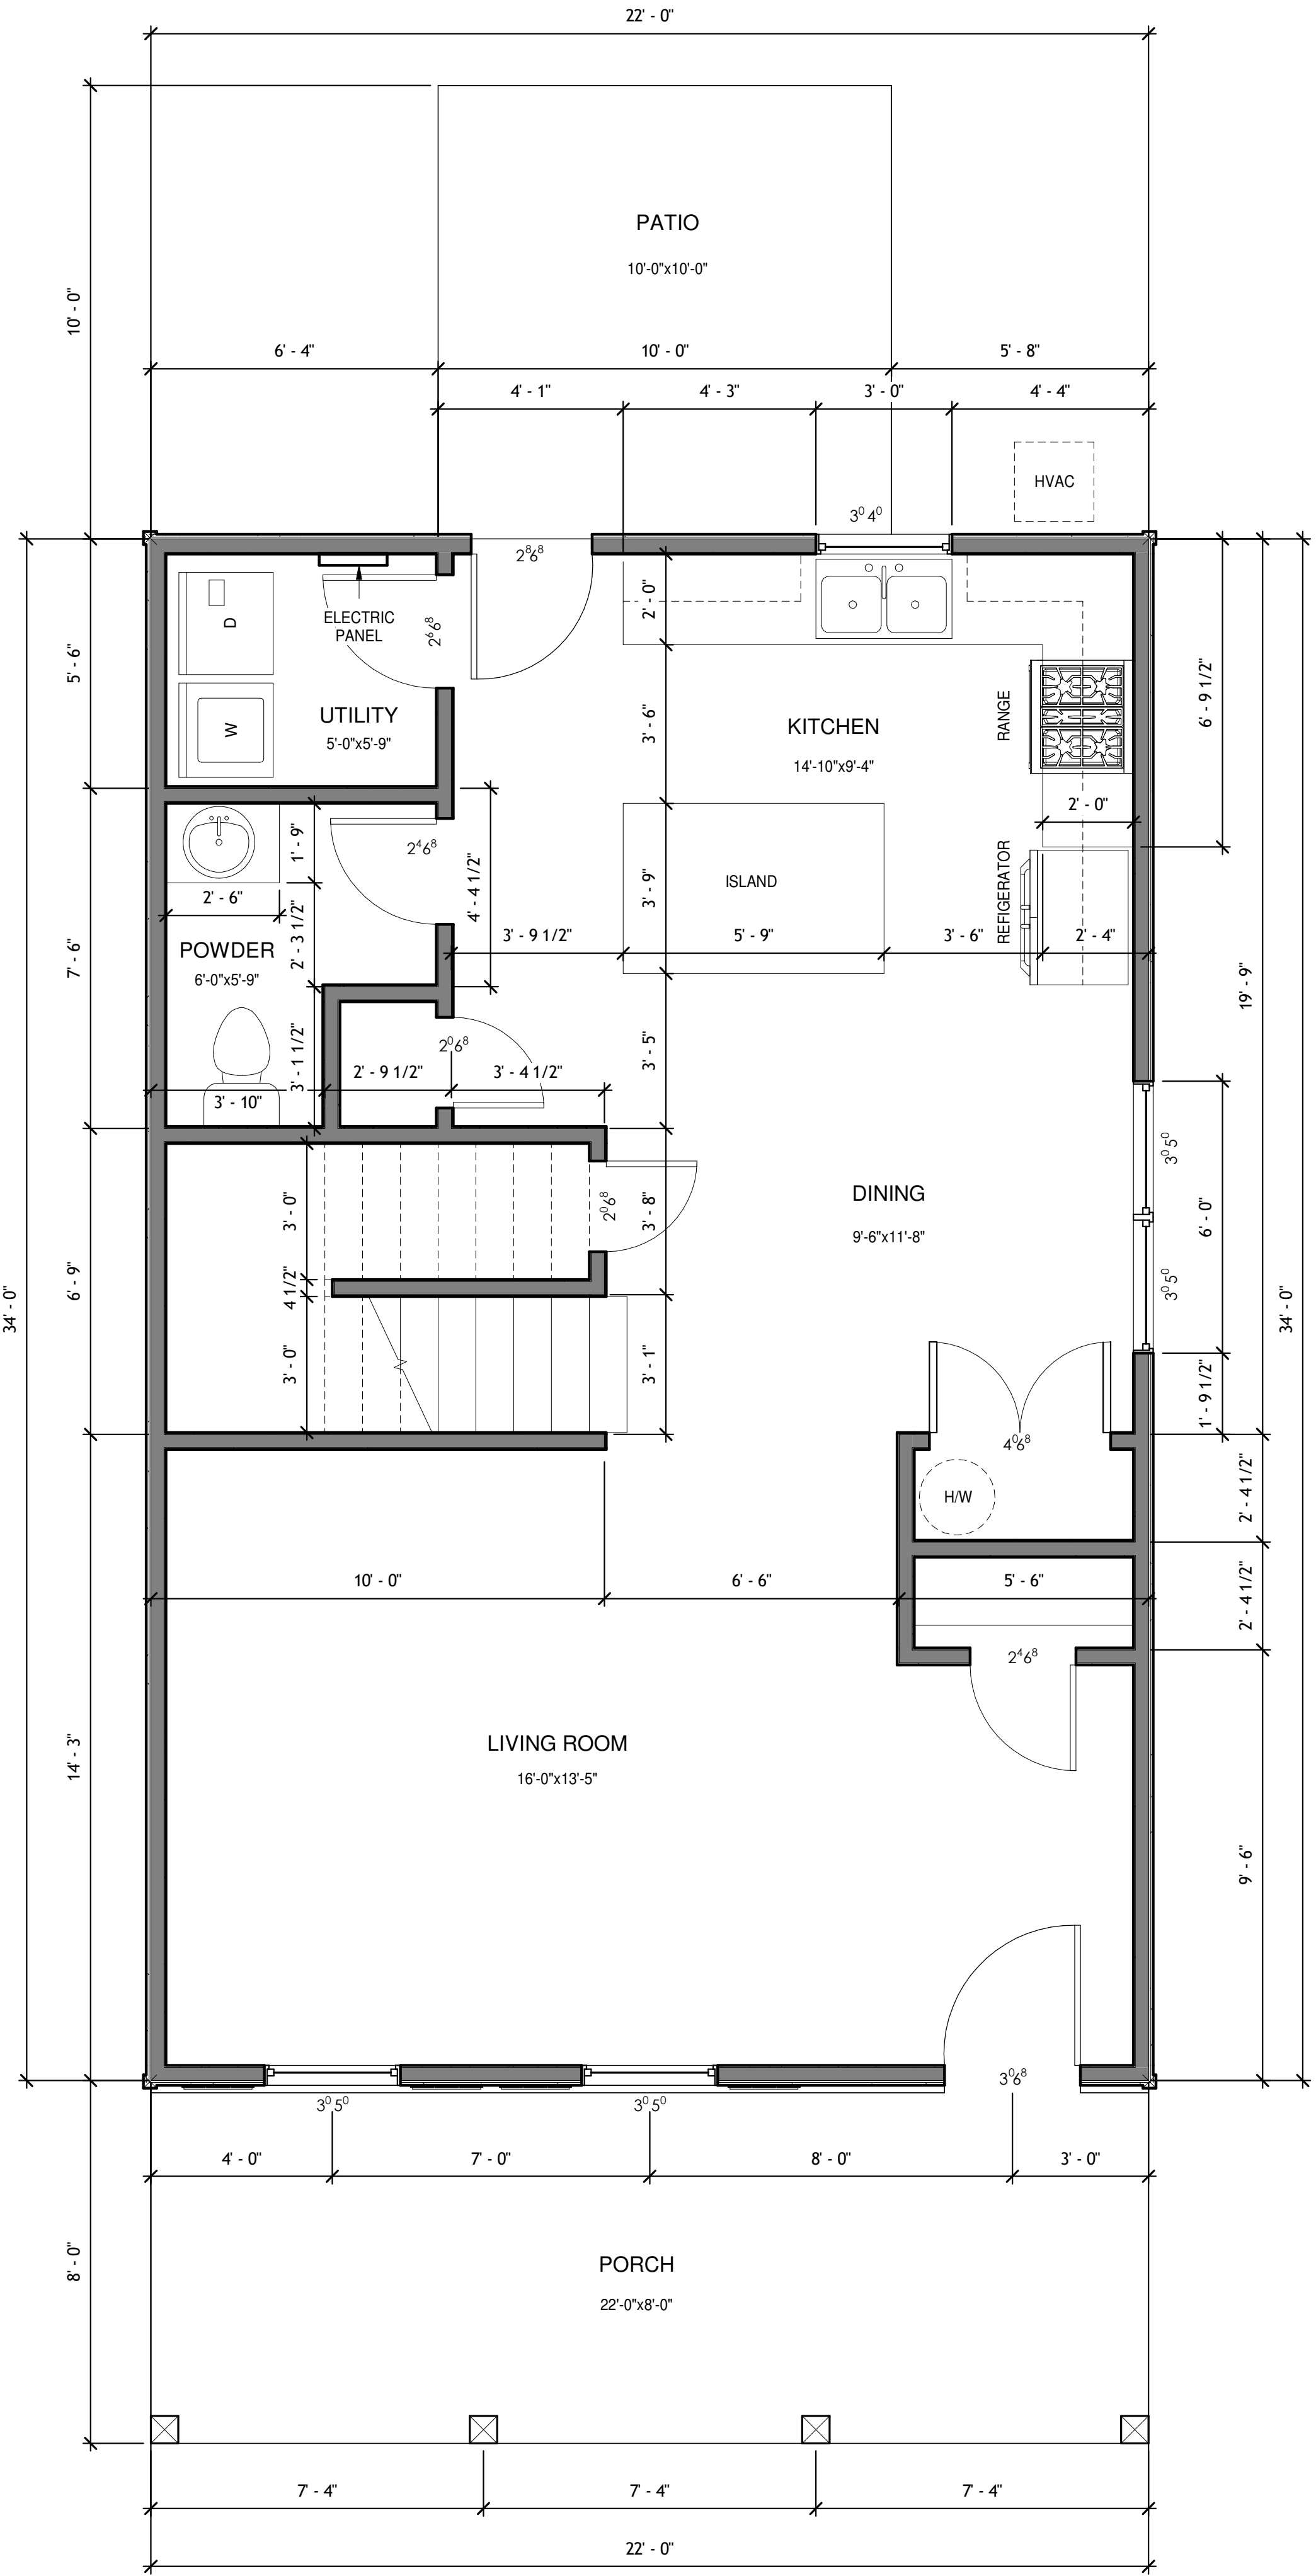 22' - 0"
PATIO
10'-0"x10'-0"
10' - 0"
6' - 4"
10' - 0"
5' - 8"
4' - 1"
4' - 3"
3' - 0"
4' - 4"
HVAC
3⁰ 4⁰
2⁸6⁸
2' - 0"
ELECTRIC
PANEL
D
2⁶6⁸
5' - 6"
6' - 9 1/2"
UTILITY
5'-0"x5'-9"
W
3' - 6"
KITCHEN
14'-10"x9'-4"
RANGE
2' - 0"
1' - 9"
2⁴6⁸
4' - 4 1/2"
3' - 9"
ISLAND
REFIGERATOR
2' - 6"
2' - 3 1/2"
3' - 9 1/2"
5' - 9"
3' - 6"
2' - 4"
POWDER
6'-0"x5'-9"
7' - 6"
19' - 9"
3' - 1 1/2"
2⁰6⁸
3' - 5"
2' - 9 1/2"
3' - 4 1/2"
3' - 10"
3⁰5⁰
DINING
9'-6"x11'-8"
3' - 0"
2⁰6⁸
3' - 8"
6' - 0"
34' - 0"
6' - 9"
4 1/2"
3⁰5⁰
34' - 0"
3' - 0"
3' - 1"
1' - 9 1/2"
4⁰6⁸
H/W
2' - 4 1/2"
10' - 0"
6' - 6"
5' - 6"
2' - 4 1/2"
2⁴6⁸
LIVING ROOM
16'-0"x13'-5"
14' - 3"
9' - 6"
3⁰5⁰
3⁰5⁰
3⁰6⁸
4' - 0"
7' - 0"
8' - 0"
3' - 0"
8' - 0"
PORCH
22'-0"x8'-0"
7' - 4"
7' - 4"
7' - 4"
22' - 0"